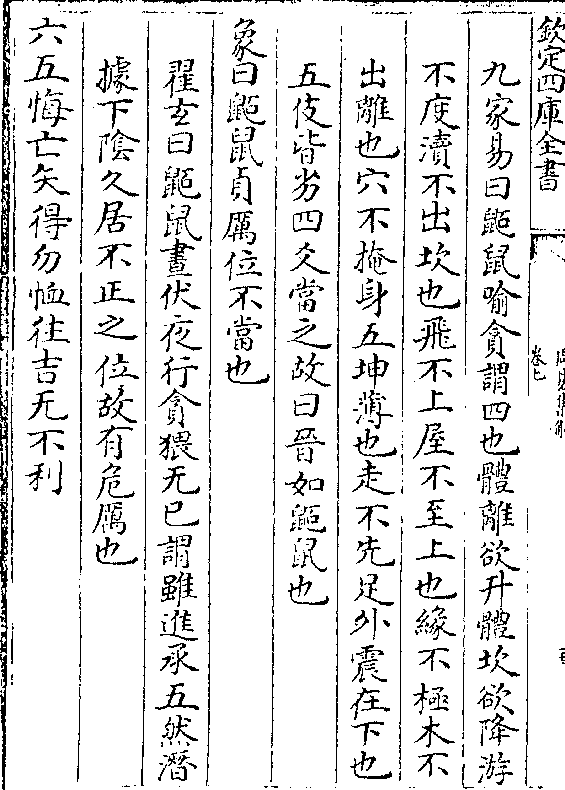 欽定四庫全書
卷七
九家易曰鼫鼠喻貪謂四也體離欲升體坎欲降游
不度瀆不出坎也飛不上屋不至上也緣不極木不
出離也穴不掩身五坤薄也走不先足外震在下也
五伎皆劣四爻當之故曰晉如鼫鼠也
象曰鼫鼠貞厲位不當也
翟玄曰鼫鼠晝伏夜行貪猥无已謂雖進承五然潛
據下陰久居不正之位故有危厲也
六五悔亡矢得勿恤往吉无不利